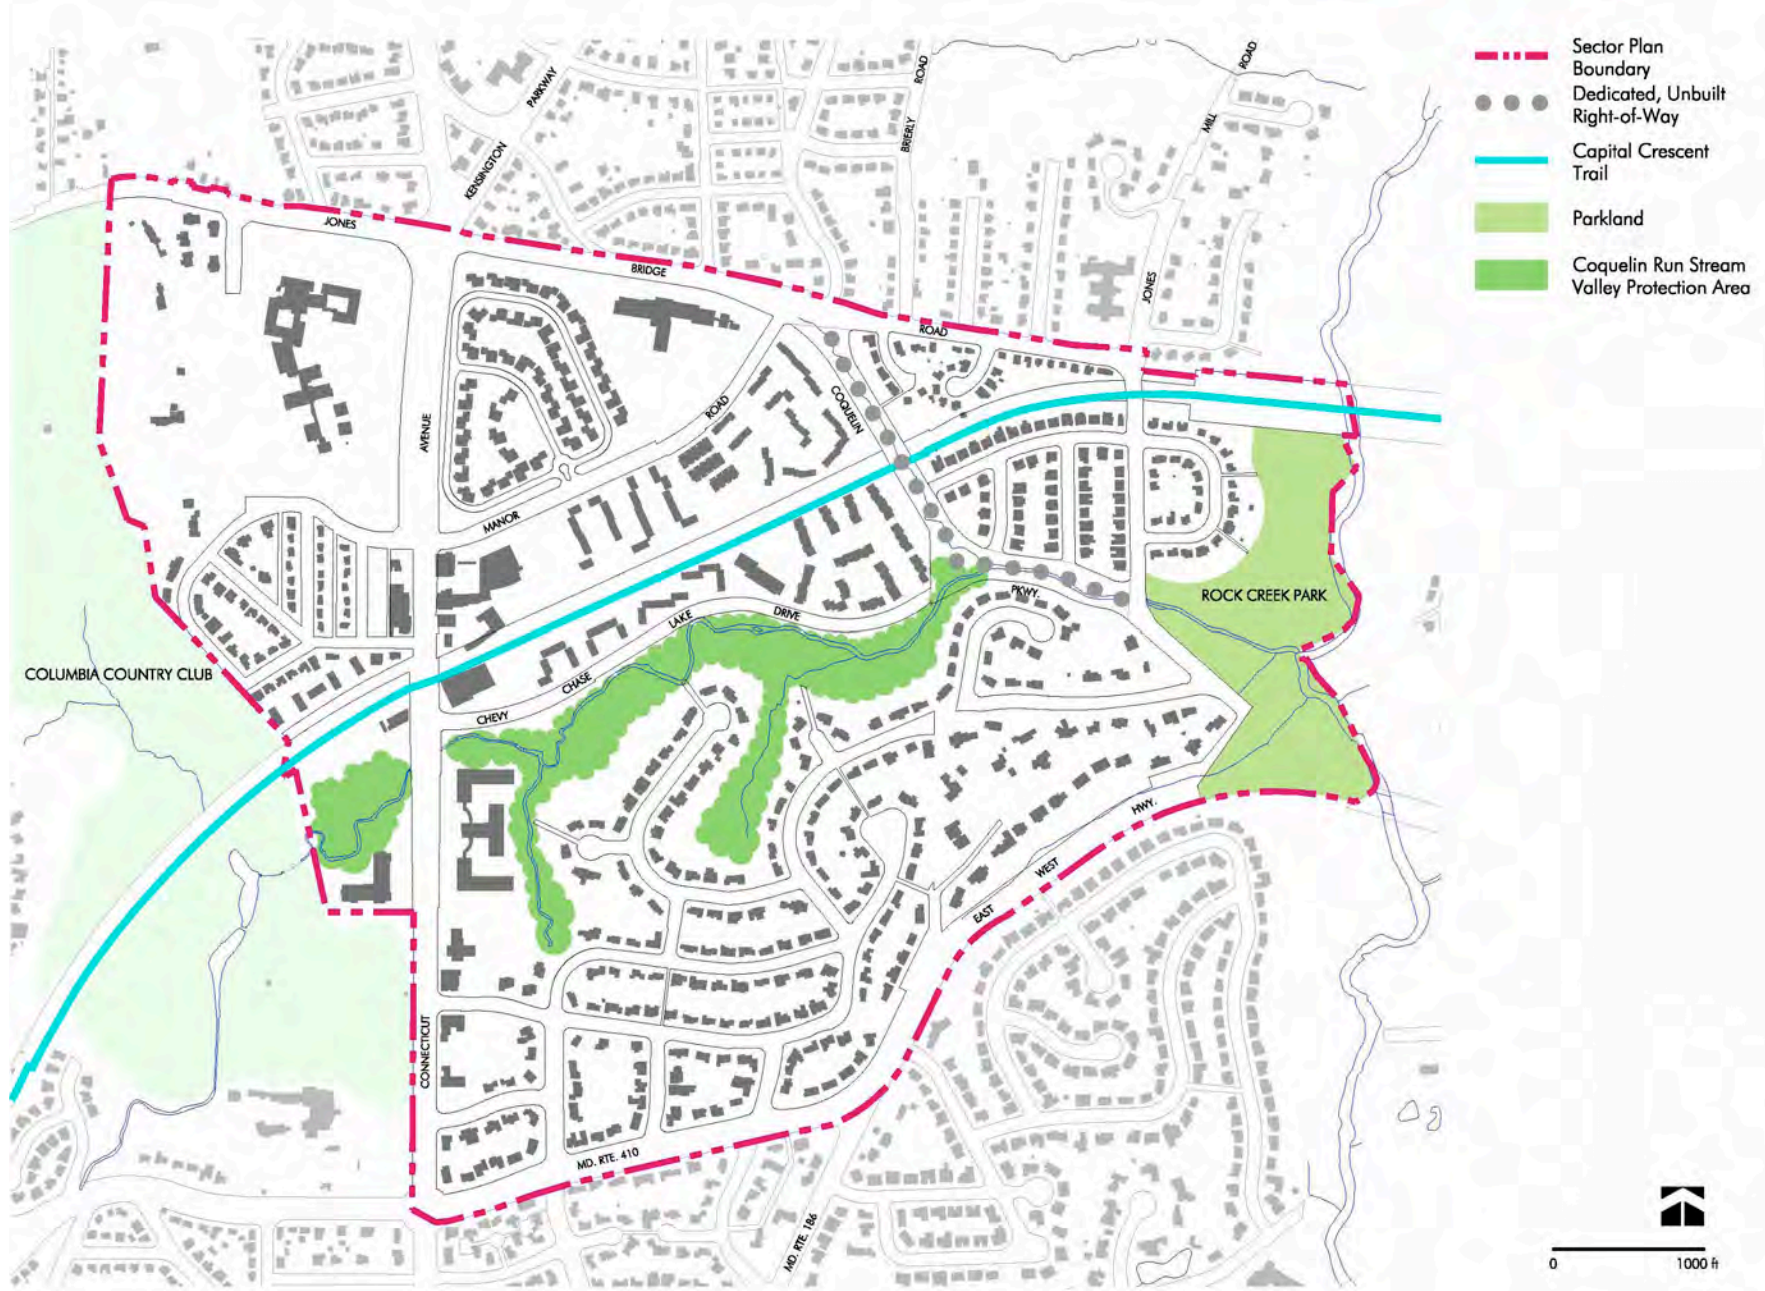 Sector Plan
Boundary
Dedicated, Unbuilt
Right-of-Way
Capital Crescent
Trail
Parkland
Coquelin Run Stream
Valley Protection Area
ROAD
ROAD
PARKWAY
MILL
BRIERLY
KENSINGTON
JONES
BRIDGE
JONES
ROAD
COQUELIN
ROAD
AVENUE
MANOR
PKWY.
ROCK CREEK PARK
DRIVE
LAKE
COLUMBIA COUNTRY CLUB
CHASE
CHEVY
HWY.
WEST
EAST
CONNECTICUT
MD. RTE. 410
MD. RTE. 186
0 1000 ft